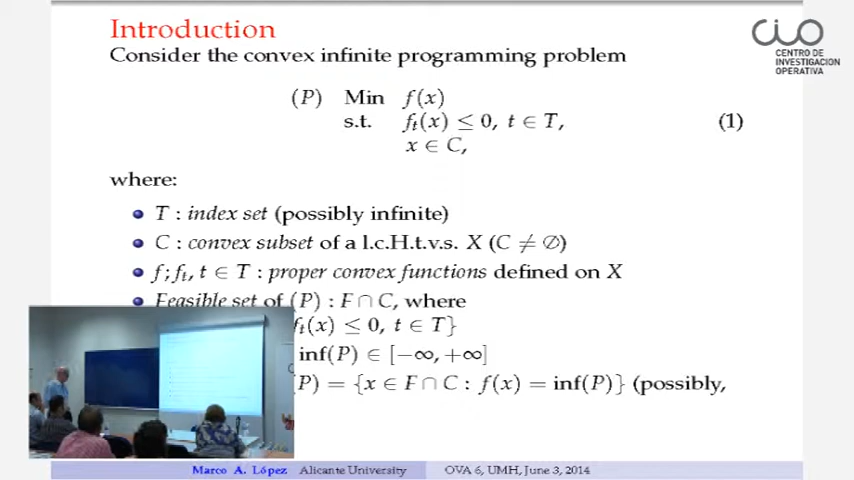 Introduction
Consider the convex infinite programming problem
(P) Min f(x)
s.t. fₜ(x) ≤ 0, t ∈ T, (1)
x ∈ C,
where:
T : index set (possibly infinite)
C : convex subset of a l.c.H.t.v.s. X (C ≠ ∅)
f ; fₜ, t ∈ T : proper convex functions defined on X
Feasible set of (P) : F ∩ C, where
fₜ(x) ≤ 0, t ∈ T}
inf(P) ∈ [−∞, +∞]
(P) = {x ∈ F ∩ C : f(x) = inf(P)} (possibly,
Marco A. López Alicante University OVA 6, UMH, June 3, 2014
CIO
CENTRO DE
INVESTIGACION
OPERATIVA